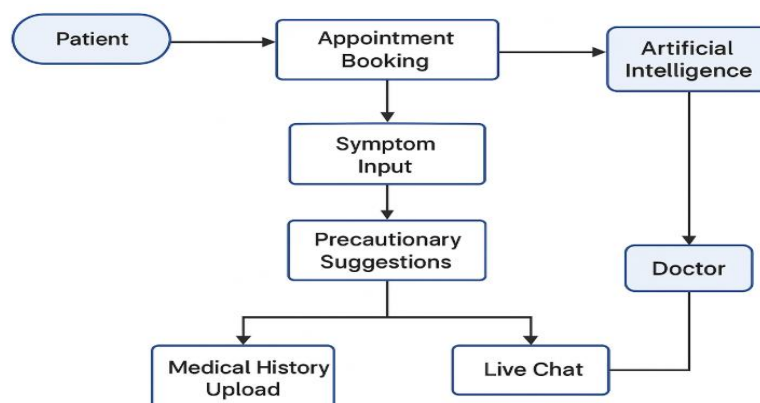 Patient
Appointment
Booking
Artificial
Intelligence
Symptom
Input
Precautionary
Suggestions
Doctor
Medical History
Upload
Live Chat